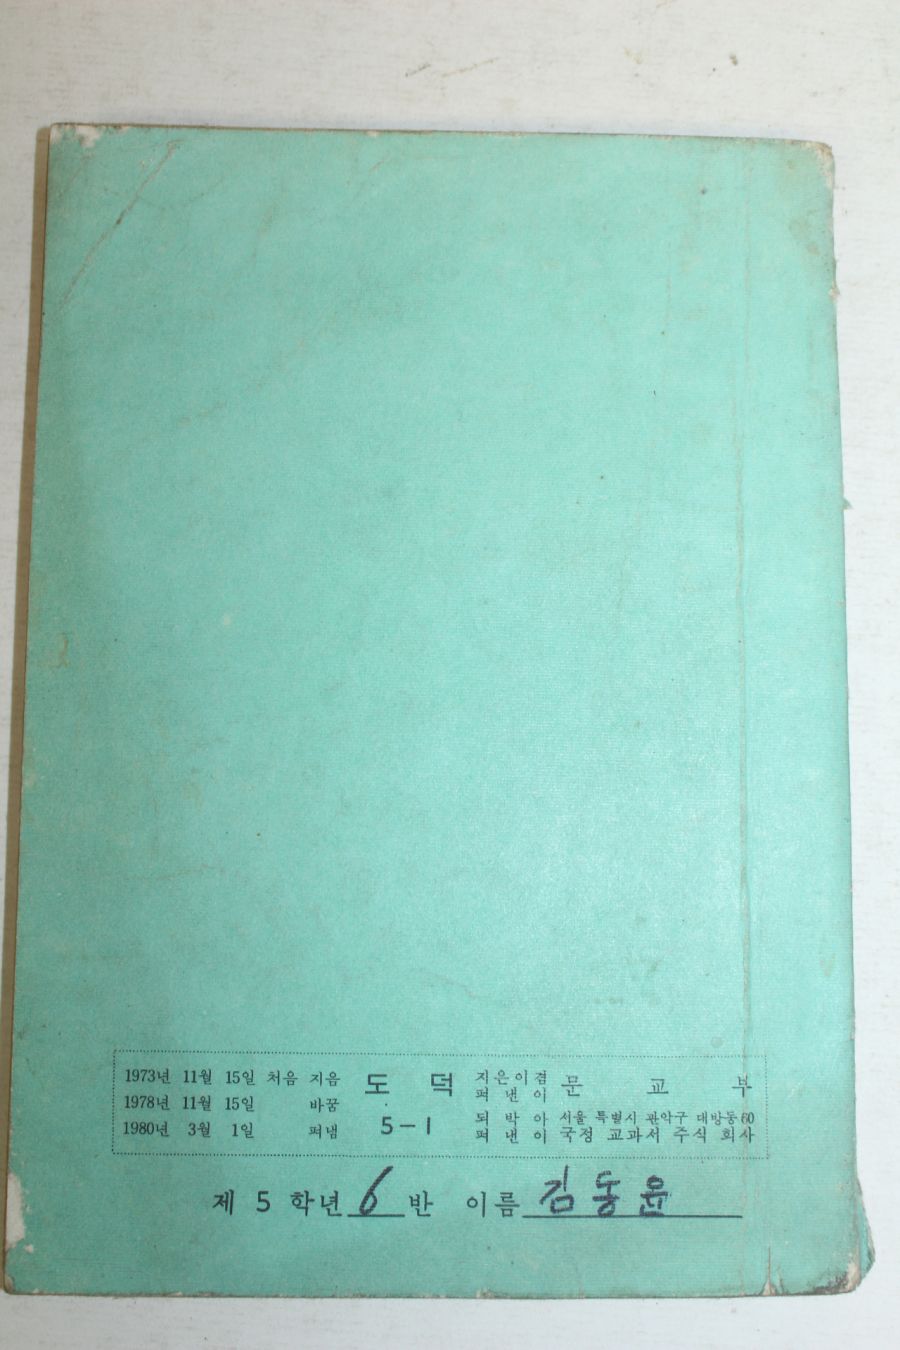 1973년 11월 15일 처음 지음
1978년 11월 15일 바꿈
1980년 3월 1일 펴냄
도 덕
5-1
지은이겸
펴 낸 이
문 교 부
되 박 아
펴 낸 이
서울 특별시 관악구 대방동 60
국정 교과서 주식 회사
제 5 학년 6 반 이름 김동윤